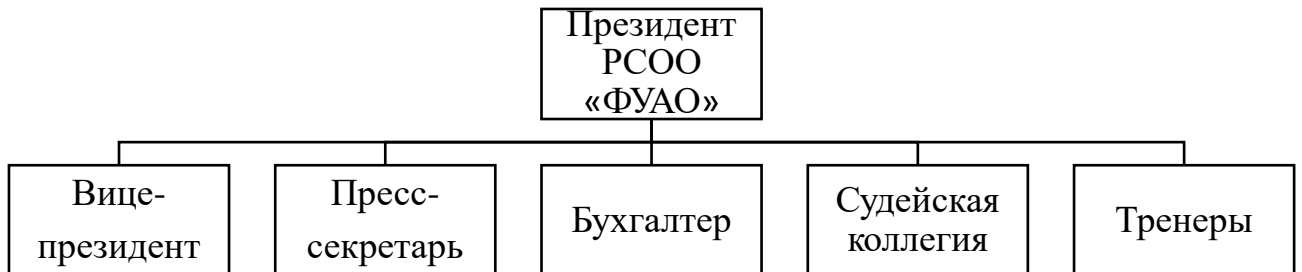 Президент
РСОО
«ФУАО»
Вице-
президент
Пресс-
секретарь
Бухгалтер
Судейская
коллегия
Тренеры